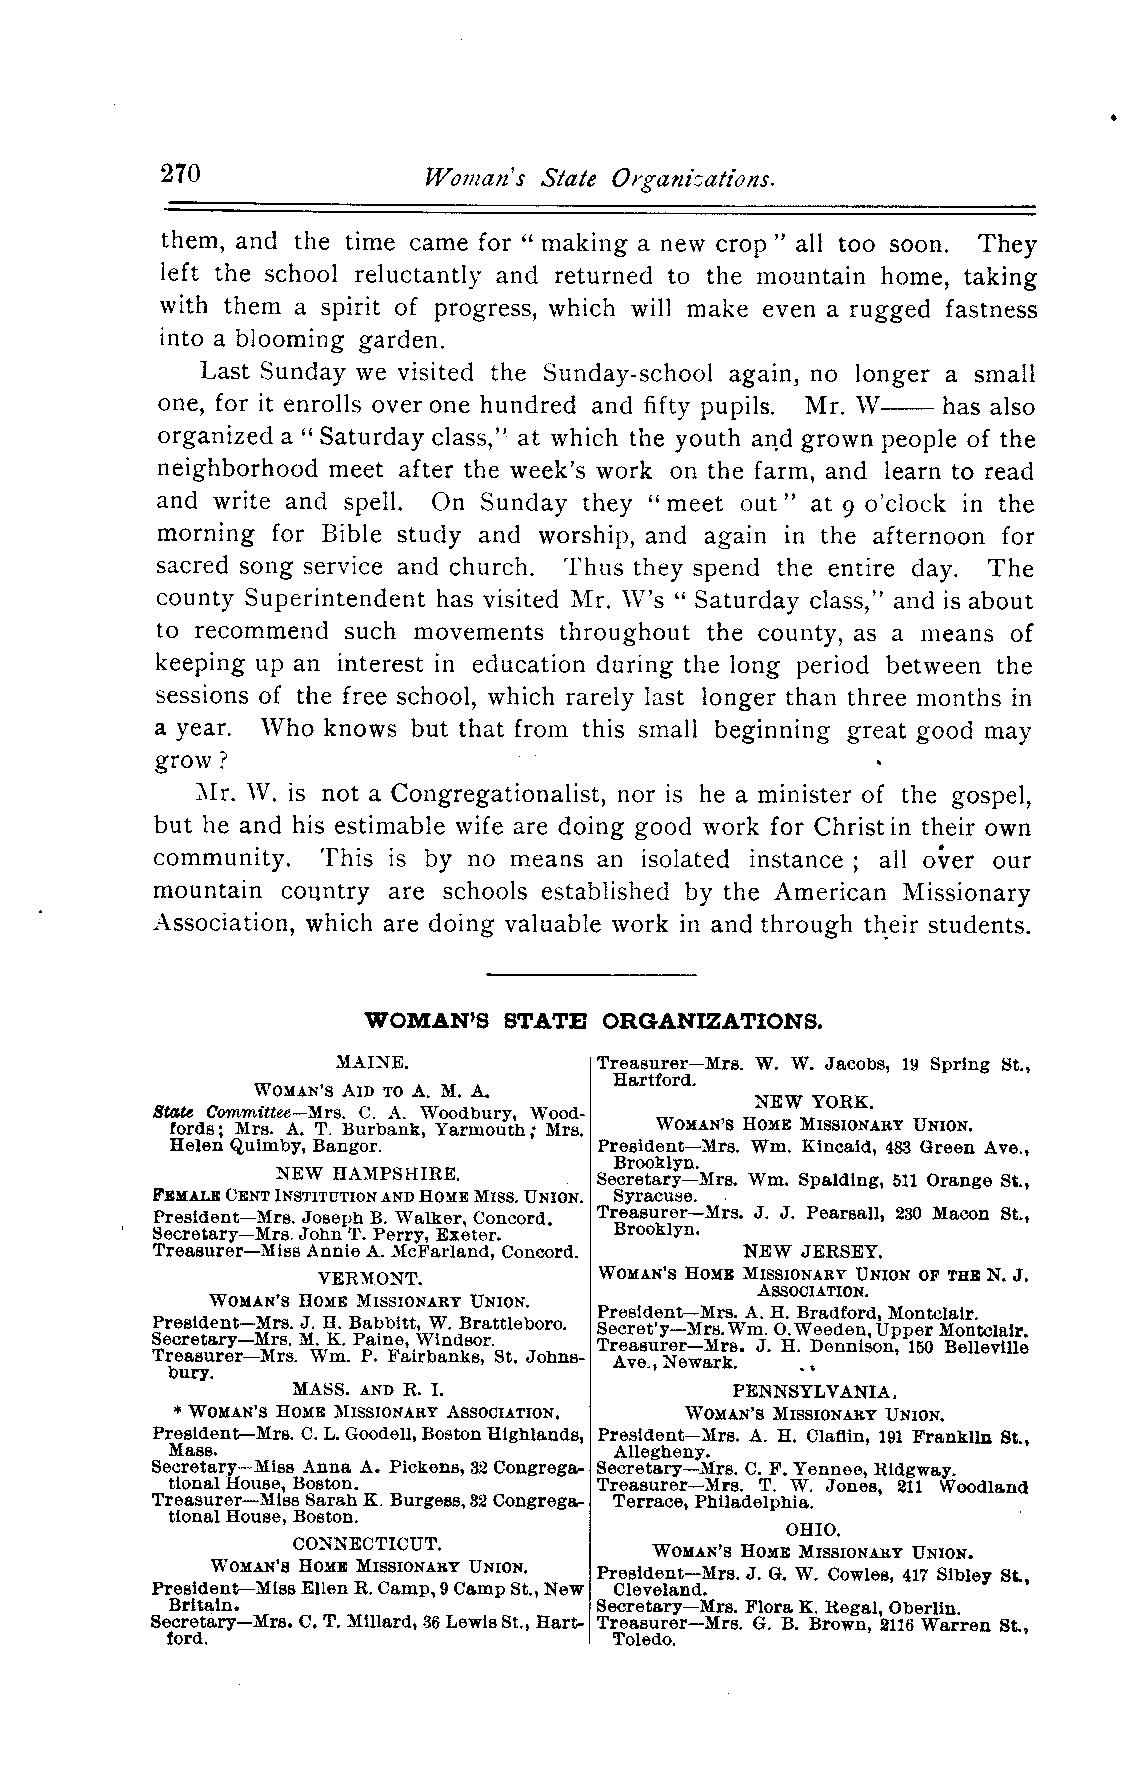 270 Woman's State Organizations.
them, and the time came for “ making a new crop ” all too soon. They
left the school reluctantly and returned to the mountain home, taking
with them a spirit of progress, which will make even a rugged fastness
into a blooming garden.
Last Sunday we visited the Sunday-school again, no longer a small
one, for it enrolls over one hundred and fifty pupils. Mr. W—— has also
organized a “ Saturday class,” at which the youth and grown people of the
neighborhood meet after the week's work on the farm, and learn to read
and write and spell. On Sunday they “ meet out ” at 9 o'clock in the
morning for Bible study and worship, and again in the afternoon for
sacred song service and church. Thus they spend the entire day. The
county Superintendent has visited Mr. W's “ Saturday class,” and is about
to recommend such movements throughout the county, as a means of
keeping up an interest in education during the long period between the
sessions of the free school, which rarely last longer than three months in
a year. Who knows but that from this small beginning great good may
grow ?
Mr. W. is not a Congregationalist, nor is he a minister of the gospel,
but he and his estimable wife are doing good work for Christ in their own
community. This is by no means an isolated instance ; all over our
mountain country are schools established by the American Missionary
Association, which are doing valuable work in and through their students.
WOMAN'S STATE ORGANIZATIONS.
MAINE.
WOMAN'S AID TO A. M. A.
State Committee—Mrs. C. A. Woodbury, Wood-
fords; Mrs. A. T. Burbank, Yarmouth; Mrs.
Helen Quimby, Bangor.
NEW HAMPSHIRE.
FEMALE CENT INSTITUTION AND HOME MISS. UNION.
President—Mrs. Joseph B. Walker, Concord.
Secretary—Mrs. John T. Perry, Exeter.
Treasurer—Miss Annie A. McFarland, Concord.
VERMONT.
WOMAN'S HOME MISSIONARY UNION.
President—Mrs. J. H. Babbitt, W. Brattleboro.
Secretary—Mrs. M. K. Paine, Windsor.
Treasurer—Mrs. Wm. P. Fairbanks, St. Johns-
bury.
MASS. AND R. I.
* WOMAN'S HOME MISSIONARY ASSOCIATION.
President—Mrs. C. L. Goodell, Boston Highlands,
Mass.
Secretary—Miss Anna A. Pickens, 32 Congrega-
tional House, Boston.
Treasurer—Miss Sarah K. Burgess, 32 Congrega-
tional House, Boston.
CONNECTICUT.
WOMAN'S HOME MISSIONARY UNION.
President—Miss Ellen R. Camp, 9 Camp St., New
Britain.
Secretary—Mrs. C. T. Millard, 36 Lewis St., Hart-
ford.
Treasurer—Mrs. W. W. Jacobs, 19 Spring St.,
Hartford.
NEW YORK.
WOMAN'S HOME MISSIONARY UNION.
President—Mrs. Wm. Kincaid, 483 Green Ave.,
Brooklyn.
Secretary—Mrs. Wm. Spalding, 511 Orange St.,
Syracuse.
Treasurer—Mrs. J. J. Pearsall, 230 Macon St.,
Brooklyn.
NEW JERSEY.
WOMAN'S HOME MISSIONARY UNION OF THE N. J.
ASSOCIATION.
President—Mrs. A. H. Bradford, Montclair.
Secret'y—Mrs. Wm. O. Weeden, Upper Montclair.
Treasurer—Mrs. J. H. Dennison, 150 Belleville
Ave., Newark.
PENNSYLVANIA.
WOMAN'S MISSIONARY UNION.
President—Mrs. A. H. Claflin, 191 Franklin St.,
Allegheny.
Secretary—Mrs. C. F. Yennee, Ridgway.
Treasurer—Mrs. T. W. Jones, 211 Woodland
Terrace, Philadelphia.
OHIO.
WOMAN'S HOME MISSIONARY UNION.
President—Mrs. J. G. W. Cowles, 417 Sibley St.,
Cleveland.
Secretary—Mrs. Flora K. Regal, Oberlin.
Treasurer—Mrs. G. B. Brown, 2116 Warren St.,
Toledo.